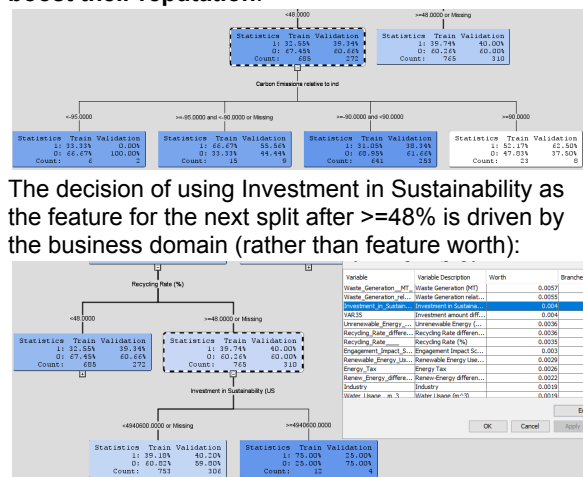 boost their reputation.
<48.0000
>=48.0000 or Missing
Statistics Train Validation
1: 32.55% 39.34%
0: 67.45% 60.66%
Count: 685 272
Statistics Train Validation
1: 39.74% 40.00%
0: 60.26% 60.00%
Count: 765 310
Carbon Emissions relative to ind
<-95.0000
>=-95.0000 and <-90.0000 or Missing
>=-90.0000 and <90.0000
>=90.0000
Statistics Train Validation
1: 33.33% 0.00%
0: 66.67% 100.00%
Count: 6 2
Statistics Train Validation
1: 66.67% 55.56%
0: 33.33% 44.44%
Count: 15 9
Statistics Train Validation
1: 31.05% 38.34%
0: 68.95% 61.66%
Count: 641 253
Statistics Train Validation
1: 52.17% 62.50%
0: 47.83% 37.50%
Count: 23 8
The decision of using Investment in Sustainability as
the feature for the next split after >=48% is driven by
the business domain (rather than feature worth):
Recycling Rate (%)
<48.0000
>=48.0000 or Missing
Statistics Train Validation
1: 32.55% 39.34%
0: 67.45% 60.66%
Count: 685 272
Statistics Train Validation
1: 39.74% 40.00%
0: 60.26% 60.00%
Count: 765 310
Investment in Sustainability (US
<4940600.0000 or Missing
>=4940600.0000
Statistics Train Validation
1: 39.18% 40.20%
0: 60.82% 59.80%
Count: 753 306
Statistics Train Validation
1: 75.00% 25.00%
0: 25.00% 75.00%
Count: 12 4
Variable Variable Description Worth Branche
Waste_Generation__MT_ Waste Generation (MT) 0.0057
Waste_Generation_rel... Waste Generation relat... 0.0055
Investment_in_Sustain... Investment in Sustaina... 0.004
VAR35 Investment amount diff... 0.004
Unrenewable_Energy_... Unrenewable Energy (... 0.0036
Recycling_Rate_differe... Recycling Rate differen... 0.0036
Recycling_Rate____ Recycling Rate (%) 0.0035
Engagement_Impact_S... Engagement Impact Sc... 0.003
Renewable_Energy_Us... Renewable Energy Use... 0.0029
Energy_Tax Energy Tax 0.0026
Renew_Energy_differe... Renew-Energy differen... 0.0022
Industry Industry 0.0019
Water_Usage__m_3 Water Usage (m^3) 0.0019
OK Cancel Apply